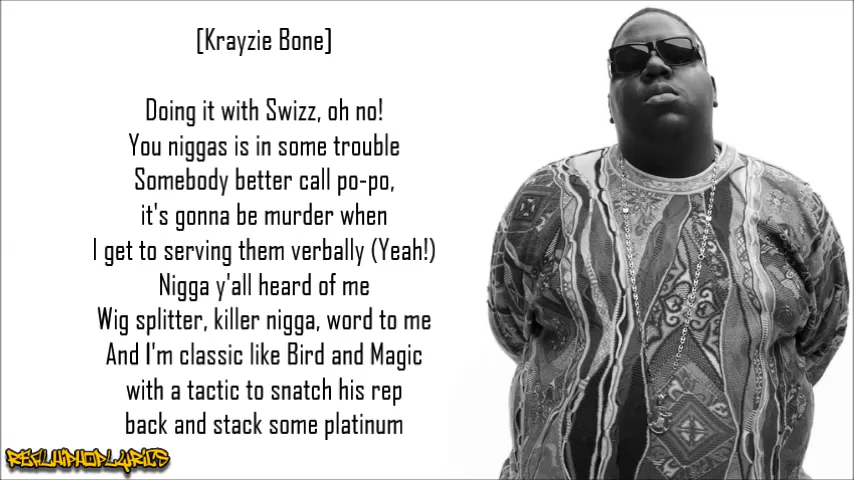 [Krayzie Bone]
Doing it with Swizz, oh no!
You niggas is in some trouble
Somebody better call po-po,
it's gonna be murder when
I get to serving them verbally (Yeah!)
Nigga y'all heard of me
Wig splitter, killer nigga, word to me
And I'm classic like Bird and Magic
with a tactic to snatch his rep
back and stack some platinum
REALHIPHOPLYRICS